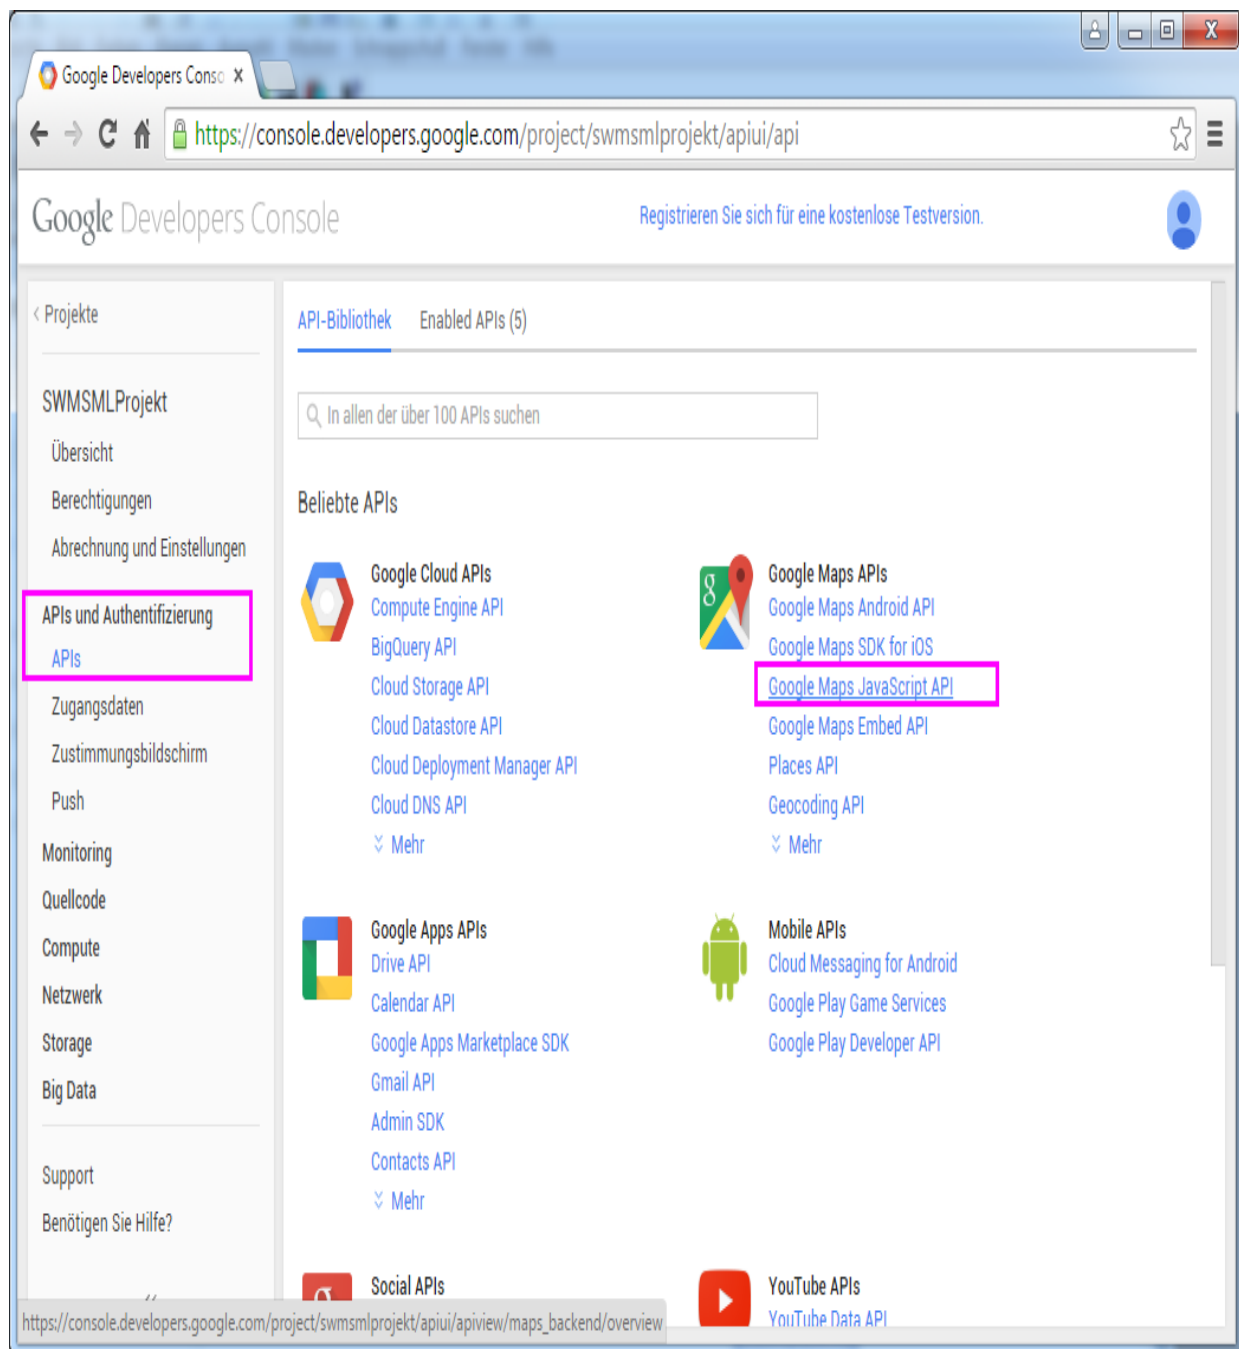 Google Developers Conso
https://console.developers.google.com/project/swmsmlprojekt/apiui/api
Google Developers Console
Registrieren Sie sich für eine kostenlose Testversion.
< Projekte
SWMSMLProjekt
Übersicht
Berechtigungen
Abrechnung und Einstellungen
APIs und Authentifizierung
APIs
Zugangsdaten
Zustimmungsbildschirm
Push
Monitoring
Quellcode
Compute
Netzwerk
Storage
Big Data
Support
Benötigen Sie Hilfe?
API-Bibliothek
Enabled APIs (5)
In allen der über 100 APIs suchen
Beliebte APIs
Google Cloud APIs
Compute Engine API
BigQuery API
Cloud Storage API
Cloud Datastore API
Cloud Deployment Manager API
Cloud DNS API
Mehr
Google Maps APIs
Google Maps Android API
Google Maps SDK for iOS
Google Maps JavaScript API
Google Maps Embed API
Places API
Geocoding API
Mehr
Google Apps APIs
Drive API
Calendar API
Google Apps Marketplace SDK
Gmail API
Admin SDK
Contacts API
Mehr
Mobile APIs
Cloud Messaging for Android
Google Play Game Services
Google Play Developer API
Social APIs
YouTube APIs
YouTube Data API
https://console.developers.google.com/project/swmsmlprojekt/apiui/apiview/maps_backend/overview